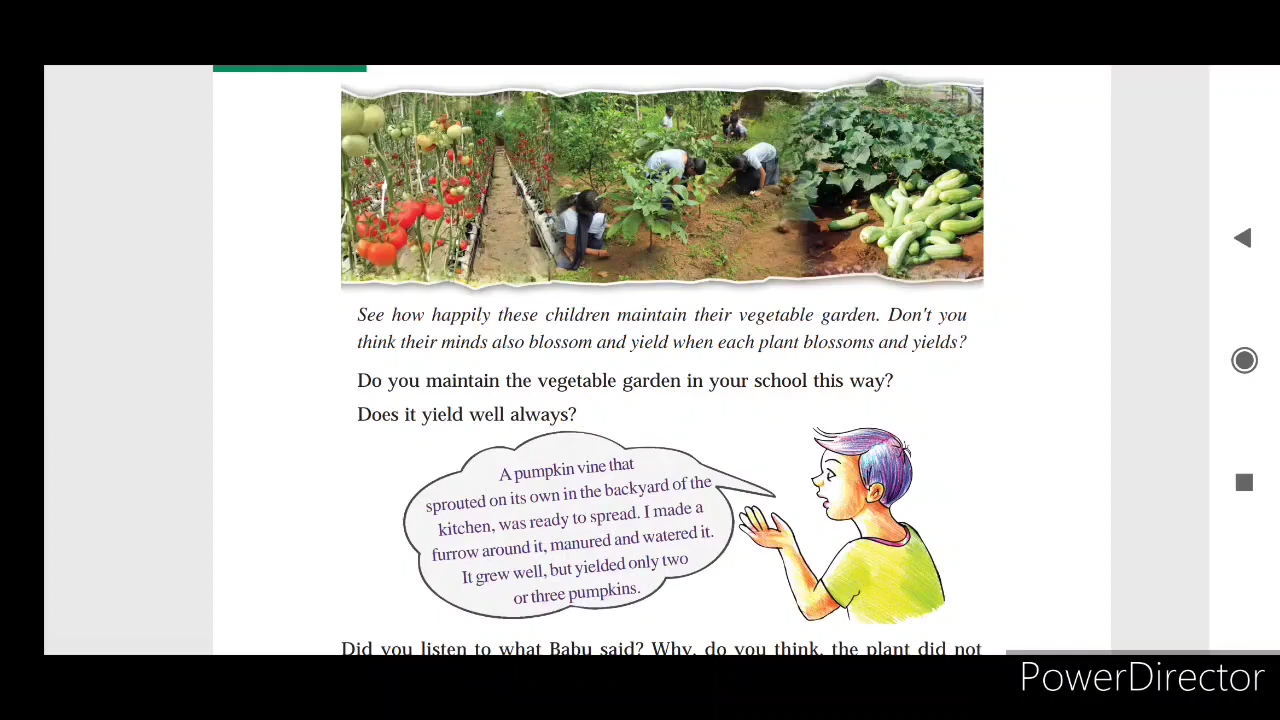 See how happily these children maintain their vegetable garden. Don't you
think their minds also blossom and yield when each plant blossoms and yields?
Do you maintain the vegetable garden in your school this way?
Does it yield well always?
A pumpkin vine that
sprouted on its own in the backyard of the
kitchen, was ready to spread. I made a
furrow around it, manured and watered it.
It grew well, but yielded only two
or three pumpkins.
Did you listen to what Babu said? Why, do you think, the plant did not
PowerDirector